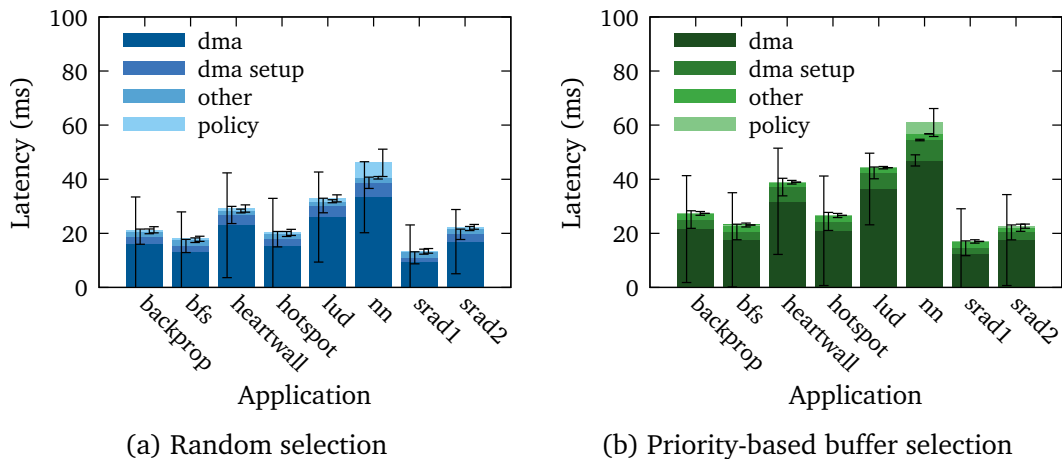 100
80
60
40
20
0
Latency (ms)
dma
dma setup
other
policy
backprop
bfs
heartwall
hotspot
lud
nn
srad1
srad2
Application
(a) Random selection
100
80
60
40
20
0
Latency (ms)
dma
dma setup
other
policy
backprop
bfs
heartwall
hotspot
lud
nn
srad1
srad2
Application
(b) Priority-based buffer selection